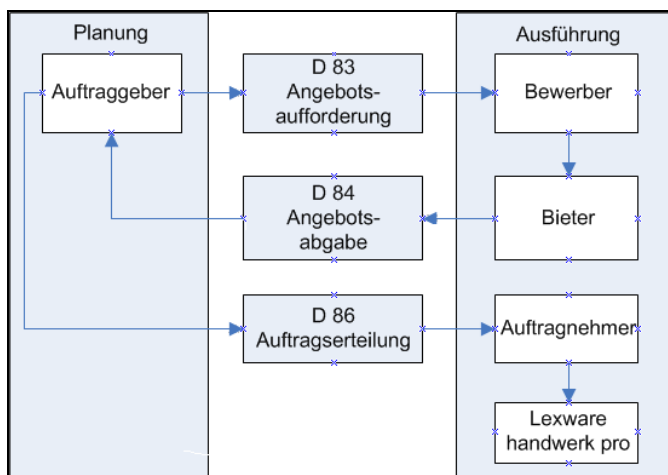 Planung
Ausführung
Auftraggeber
D 83
Angebots-
aufforderung
Bewerber
D 84
Angebots-
abgabe
Bieter
D 86
Auftragserteilung
Auftragnehmer
Lexware
handwerk pro